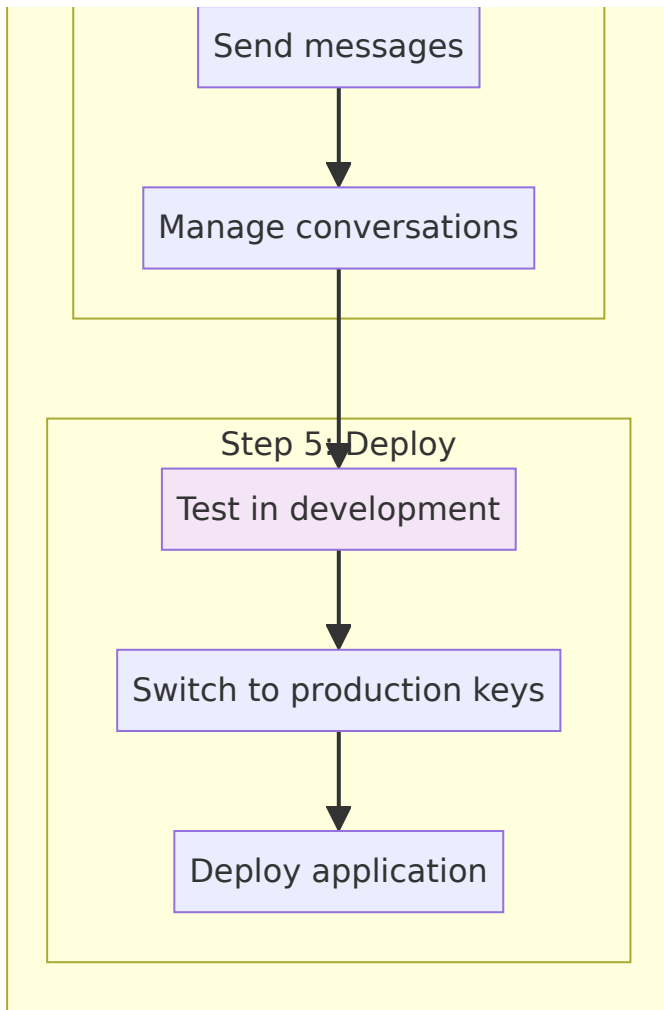 Send messages
Manage conversations
Step 5: Deploy
Test in development
Switch to production keys
Deploy application